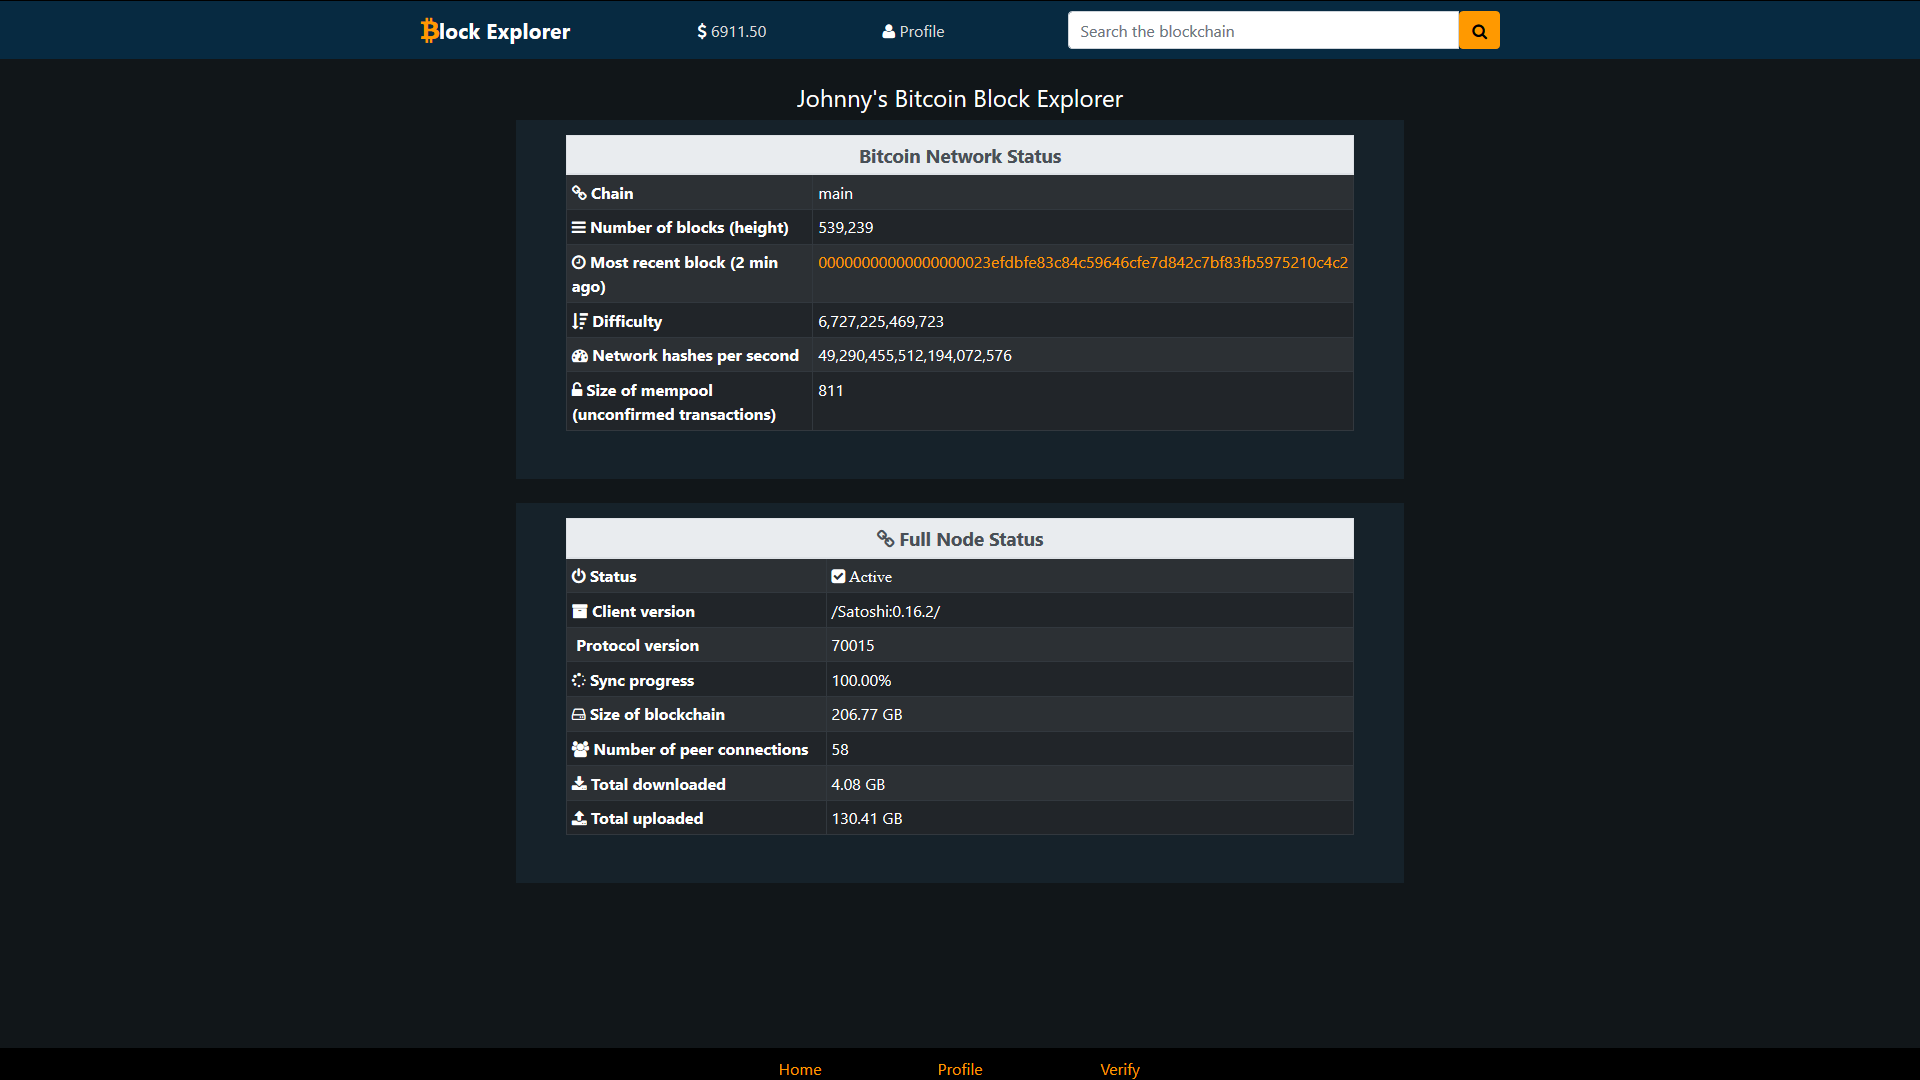 Block Explorer
$ 6911.50
Profile
Search the blockchain
Johnny's Bitcoin Block Explorer
Bitcoin Network Status
Chain main
Number of blocks (height) 539,239
Most recent block (2 min 00000000000000000023efdbfe83c84c59646cfe7d842c7bf83fb5975210c4c2
ago)
Difficulty 6,727,225,469,723
Network hashes per second 49,290,455,512,194,072,576
Size of mempool 811
(unconfirmed transactions)
Full Node Status
Status Active
Client version /Satoshi:0.16.2/
Protocol version 70015
Sync progress 100.00%
Size of blockchain 206.77 GB
Number of peer connections 58
Total downloaded 4.08 GB
Total uploaded 130.41 GB
Home Profile Verify